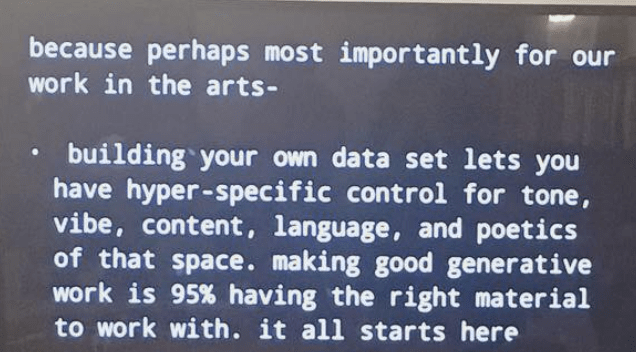 because perhaps most importantly for our
work in the arts-
• building your own data set lets you
have hyper-specific control for tone,
vibe, content, language, and poetics
of that space. making good generative
work is 95% having the right material
to work with. it all starts here